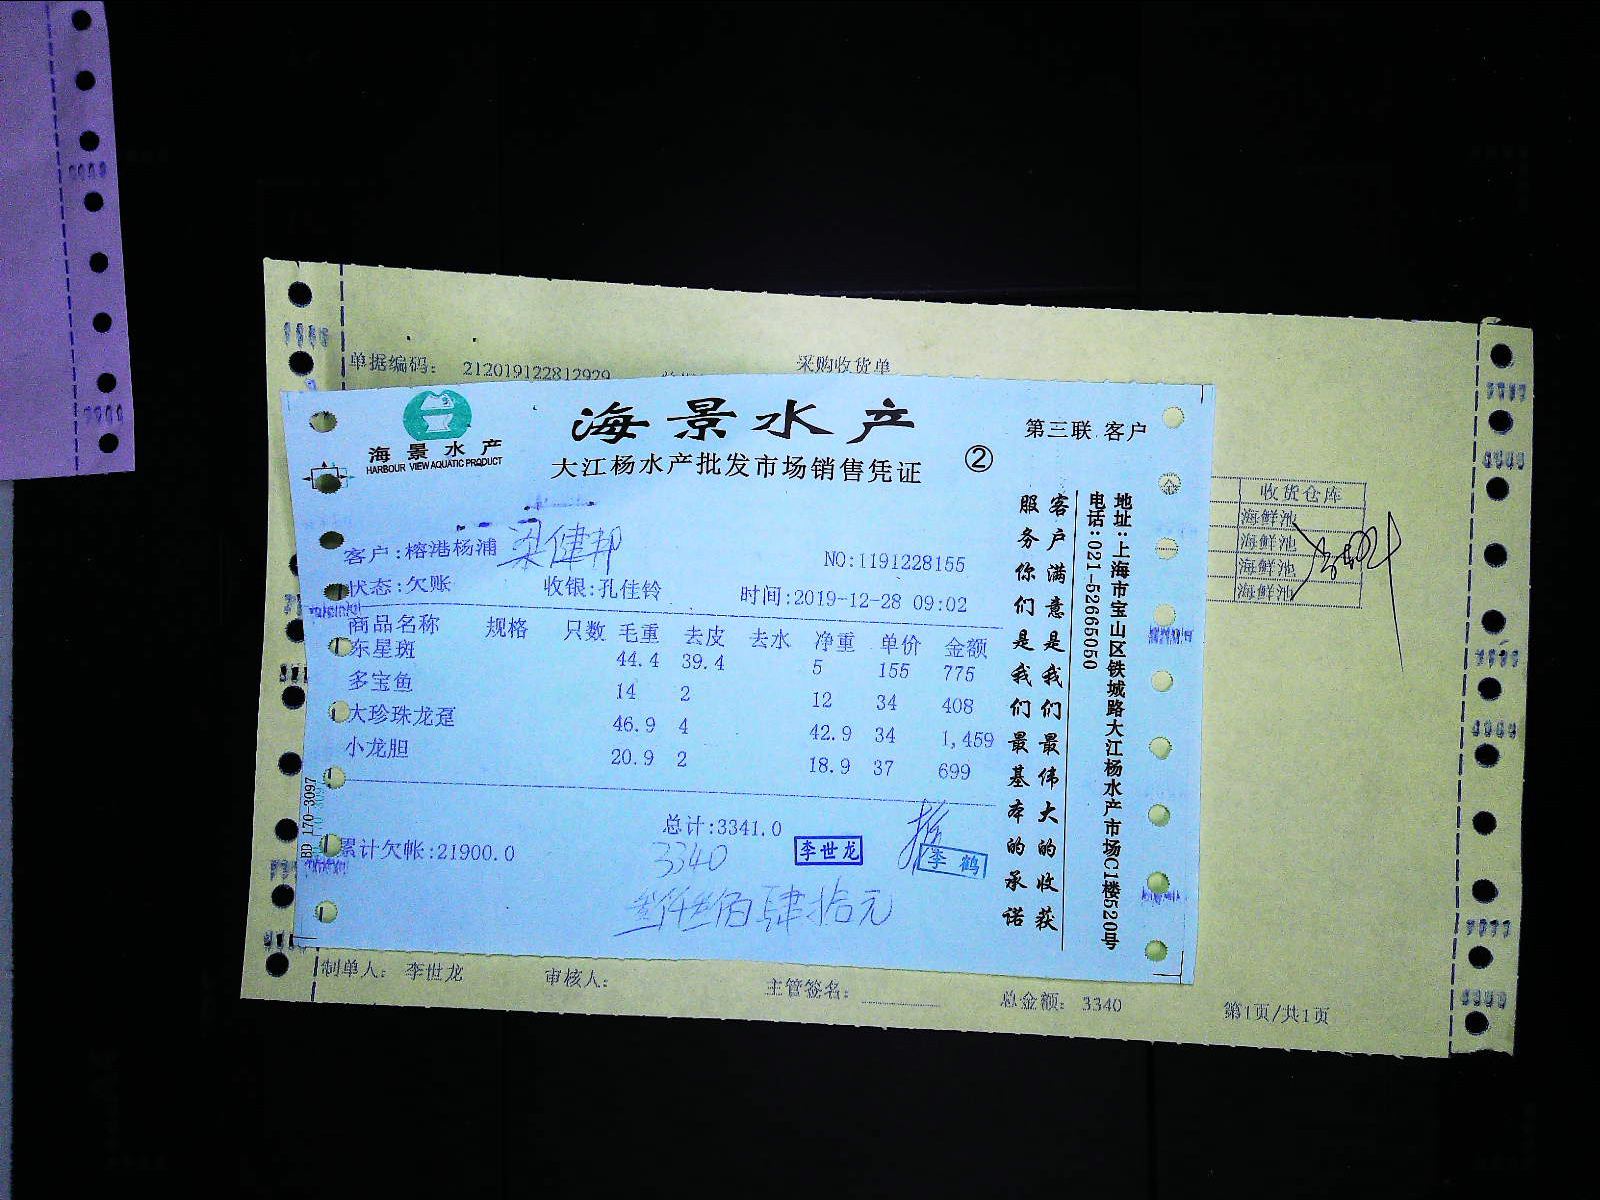 单据编码: 212019122812929 采购收货单
海景水产
HARBOUR VIEW AQUATIC PRODUCT
海景水产
大江杨水产批发市场销售凭证
②
第三联 客户
客户:榕港杨浦 梁健邦
NO:1191228155
状态:欠账 收银:孔佳铃 时间:2019-12-28 09:02
商品名称 规格 只数 毛重 去皮 去水 净重 单价 金额
东星斑 44.4 39.4 5 155 775
多宝鱼 14 2 12 34 408
大珍珠龙趸 46.9 4 42.9 34 1,459
小龙胆 20.9 2 18.9 37 699
总计:3341.0
累计欠帐:21900.0
3340
李世龙
李鹤
叁仟叁佰肆拾元
客户满意是我们最伟大的收获
服务你们是我们最基本的承诺
地址:上海市宝山区铁城路大江杨水产市场C1楼520号
电话:021-52665050
BD 170-3097
收货仓库
海鲜池
海鲜池
海鲜池
海鲜池
制单人: 李世龙 审核人: 主管签名: 总金额: 3340 第1页/共1页